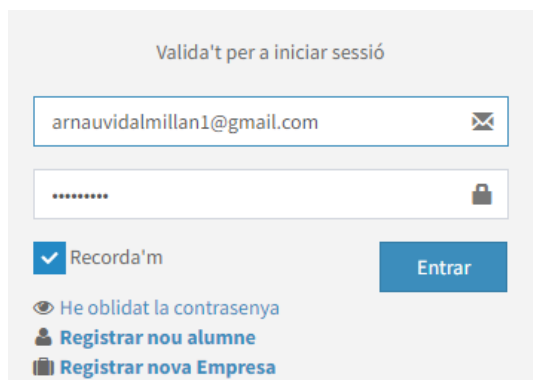 Valida't per a iniciar sessió
arnauvidalmillan1@gmail.com
•••••••••
Recorda'm
Entrar
He oblidat la contrasenya
Registrar nou alumne
Registrar nova Empresa